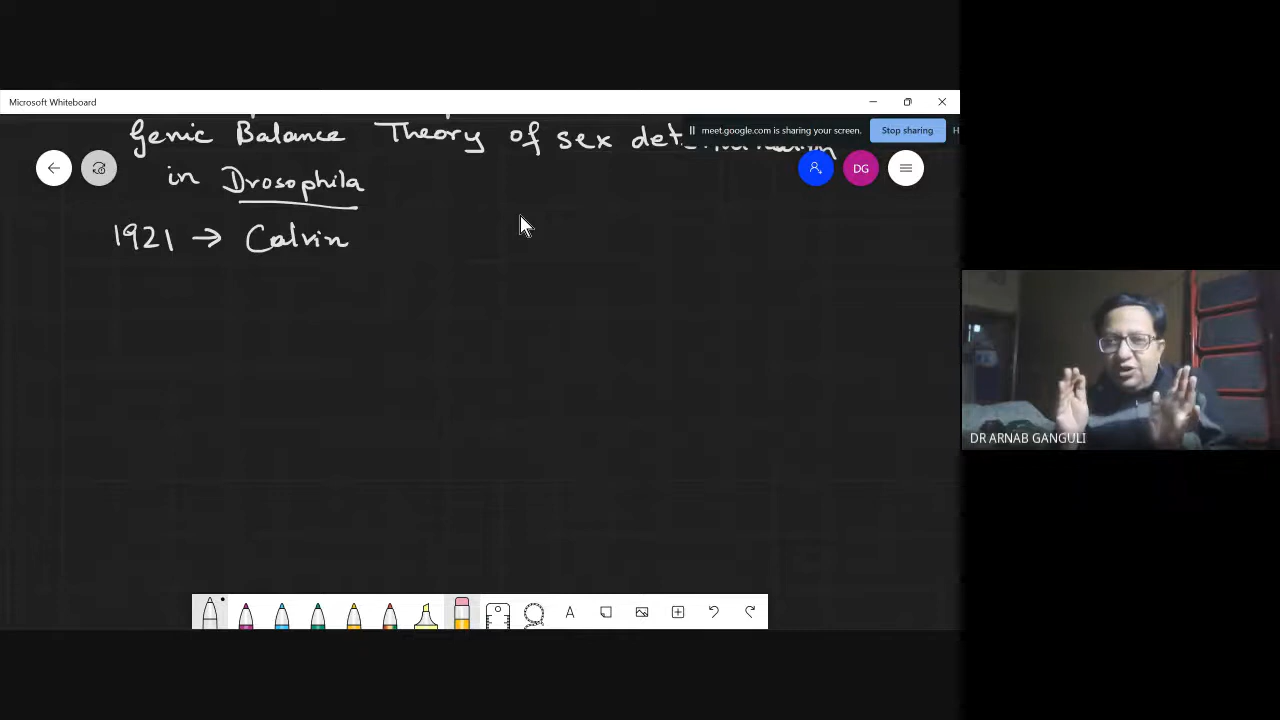 Microsoft Whiteboard
Genic Balance Theory of sex
meet.google.com is sharing your screen.
Stop sharing
H
in Drosophila
DG
1921 → Calvin
DR ARNAB GANGULI
A